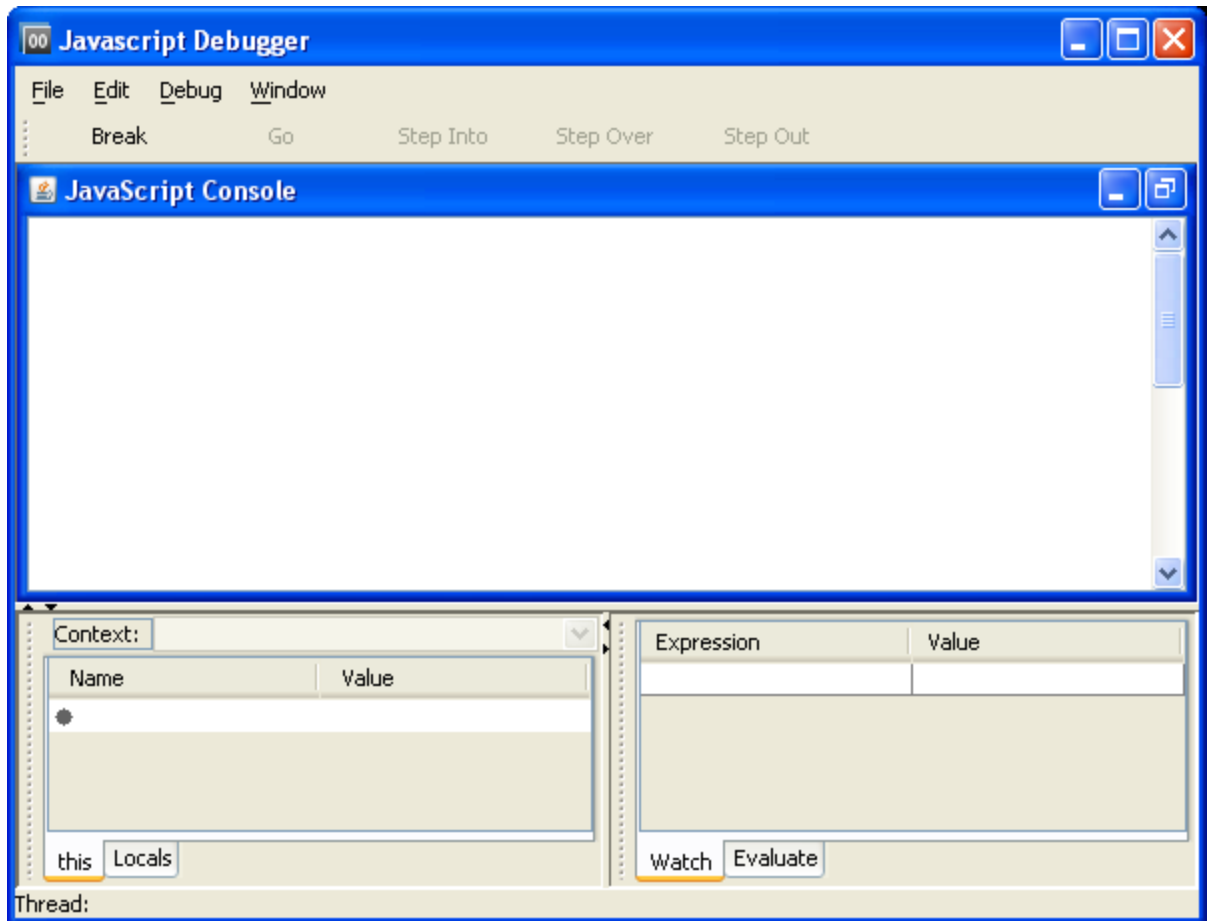 Javascript Debugger
File Edit Debug Window
Break Go Step Into Step Over Step Out
JavaScript Console
Context:
Name Value
this Locals
Expression Value
Watch Evaluate
Thread: